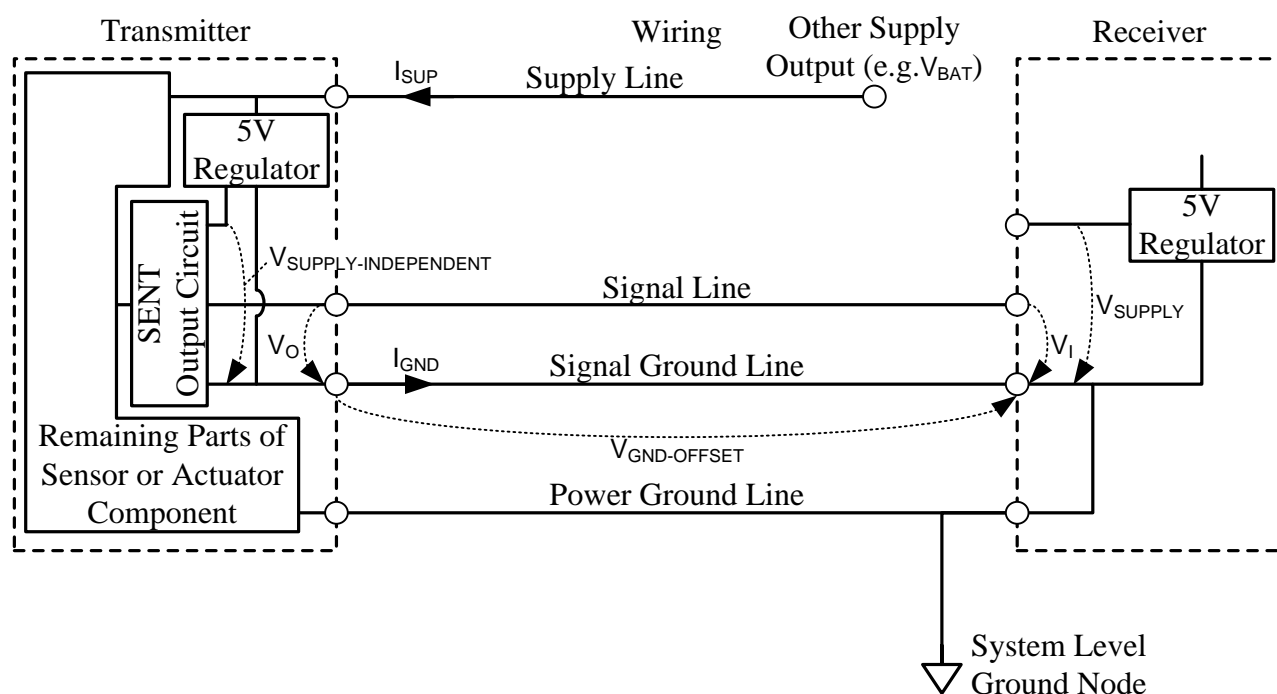 Transmitter
Wiring
Other Supply
Output (e.g.VBAT)
Receiver
ISUP
Supply Line
5V
Regulator
5V
Regulator
SENT
Output Circuit
VSUPPLY-INDEPENDENT
Signal Line
VSUPPLY
VO
IGND
Signal Ground Line
VI
Remaining Parts of
Sensor or Actuator
Component
VGND-OFFSET
Power Ground Line
System Level
Ground Node